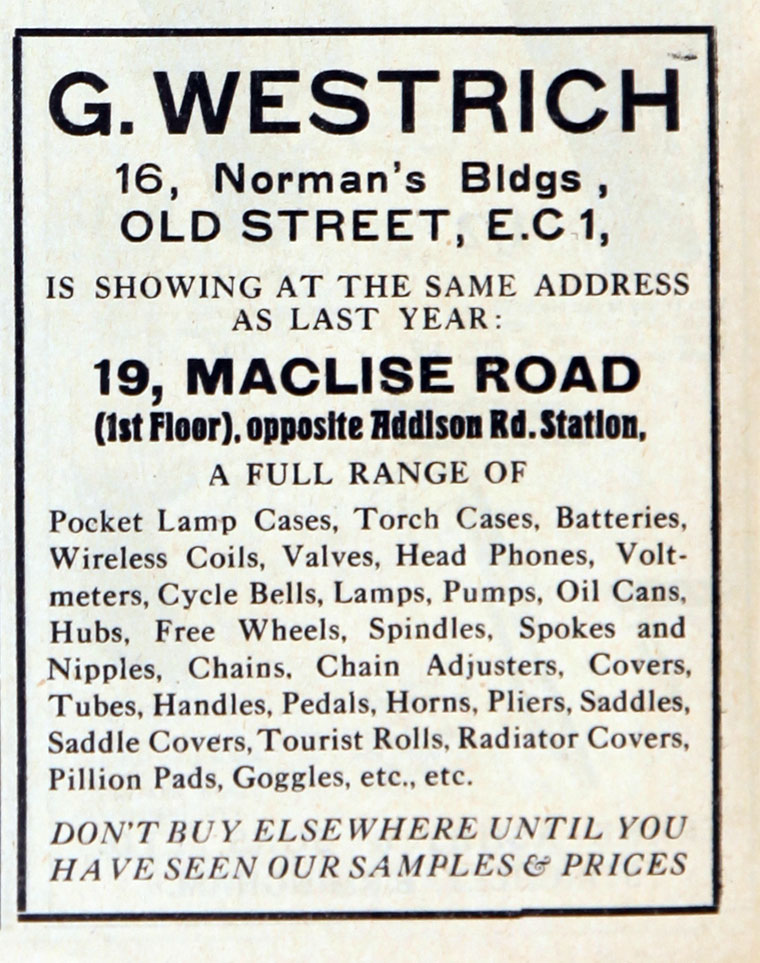 G. WESTRICH
16, Norman's Bldgs,
OLD STREET, E.C.1,
IS SHOWING AT THE SAME ADDRESS
AS LAST YEAR:
19, MACLISE ROAD
(1st Floor), opposite Addison Rd. Station,
A FULL RANGE OF
Pocket Lamp Cases, Torch Cases, Batteries,
Wireless Coils, Valves, Head Phones, Volt-
meters, Cycle Bells, Lamps, Pumps, Oil Cans,
Hubs, Free Wheels, Spindles, Spokes and
Nipples, Chains, Chain Adjusters, Covers,
Tubes, Handles, Pedals, Horns, Pliers, Saddles,
Saddle Covers, Tourist Rolls, Radiator Covers,
Pillion Pads, Goggles, etc., etc.
DON'T BUY ELSEWHERE UNTIL YOU
HAVE SEEN OUR SAMPLES & PRICES